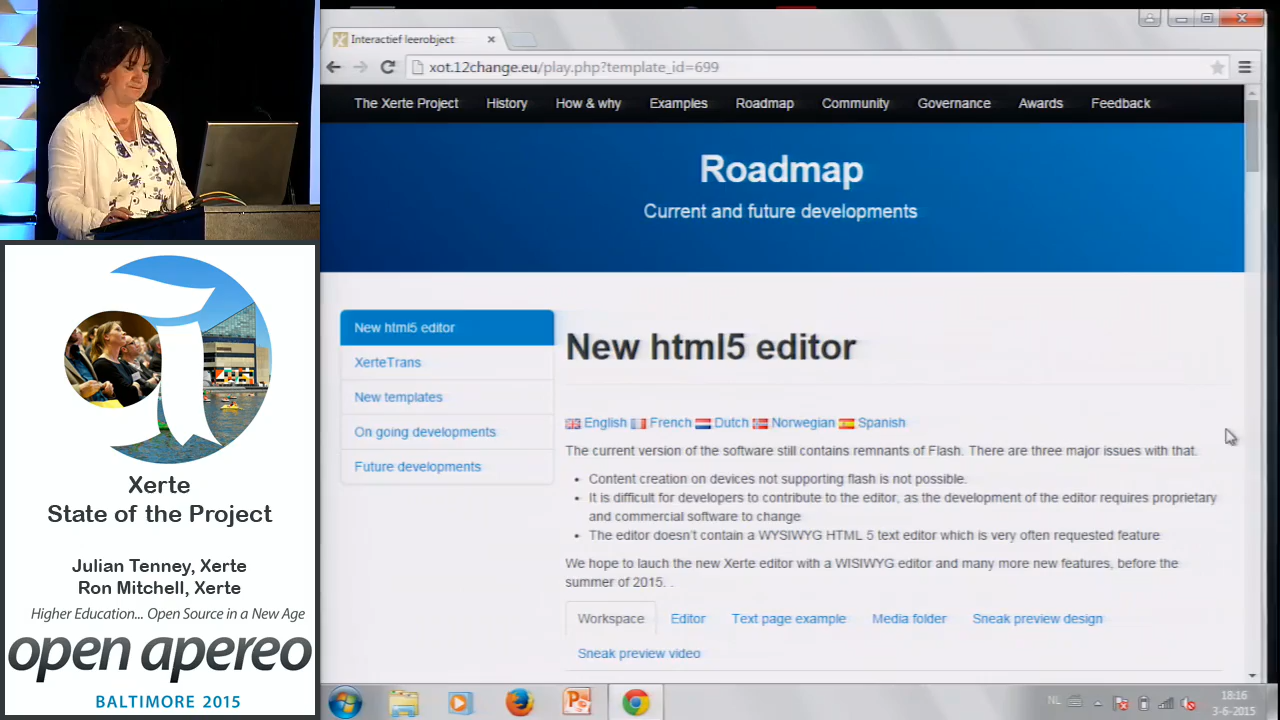 Interactief leerobject
xot.12change.eu/play.php?template_id=699
The Xerte Project History How & why Examples Roadmap Community Governance Awards Feedback
Roadmap
Current and future developments
New html5 editor
XerteTrans
New templates
On going developments
Future developments
New html5 editor
English French Dutch Norwegian Spanish
The current version of the software still contains remnants of Flash. There are three major issues with that.
• Content creation on devices not supporting flash is not possible.
• It is difficult for developers to contribute to the editor, as the development of the editor requires proprietary
and commercial software to change
• The editor doesn't contain a WYSIWYG HTML 5 text editor which is very often requested feature
We hope to lauch the new Xerte editor with a WISIWYG editor and many more new features, before the
summer of 2015. .
Workspace Editor Text page example Media folder Sneak preview design
Sneak preview video
NL
18:16
3-6-2015
Xerte
State of the Project
Julian Tenney, Xerte
Ron Mitchell, Xerte
Higher Education... Open Source in a New Age
open apereo
BALTIMORE 2015